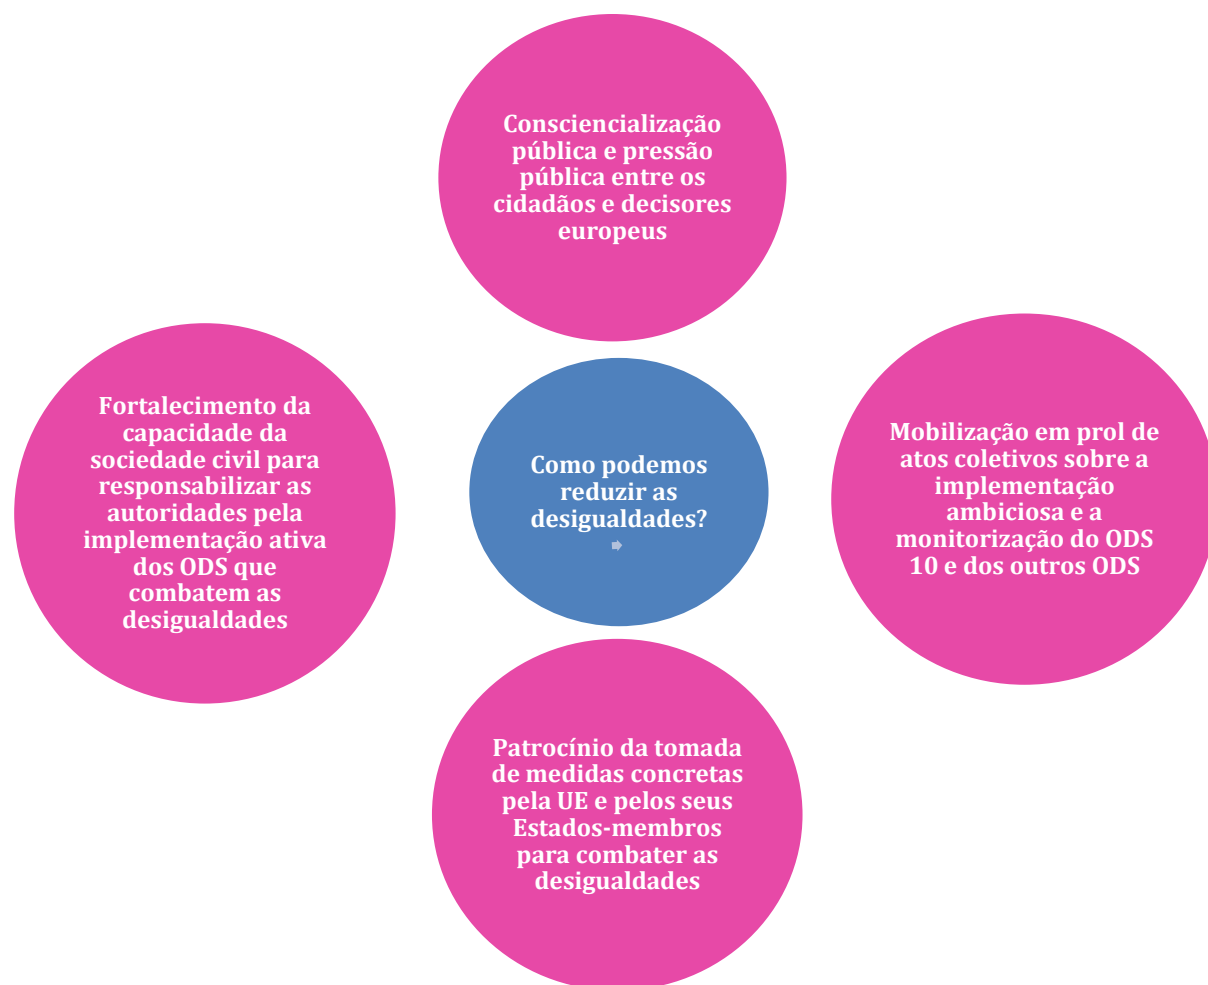 Consciencialização
pública e pressão
pública entre os
cidadãos e decisores
europeus
Fortalecimento da
capacidade da
sociedade civil para
responsabilizar as
autoridades pela
implementação ativa
dos ODS que
combatem as
desigualdades
Como podemos
reduzir as
desigualdades?
Mobilização em prol de
atos coletivos sobre a
implementação
ambiciosa e a
monitorização do ODS
10 e dos outros ODS
Patrocínio da tomada
de medidas concretas
pela UE e pelos seus
Estados-membros
para combater as
desigualdades